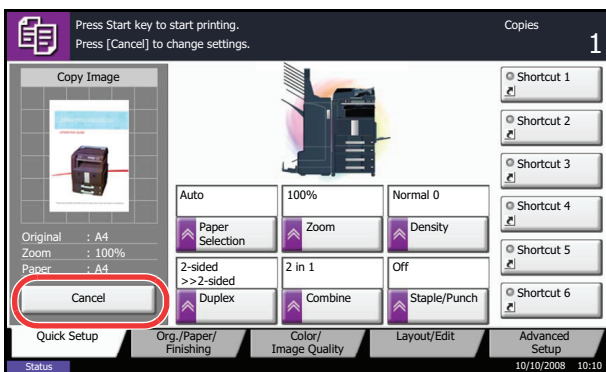 Press Start key to start printing.
Press [Cancel] to change settings.
Copies
1
Copy Image
Original : A4
Zoom : 100%
Paper : A4
Cancel
Auto
Paper
Selection
100%
Zoom
Normal 0
Density
2-sided
>>2-sided
Duplex
2 in 1
Combine
Off
Staple/Punch
Shortcut 1
Shortcut 2
Shortcut 3
Shortcut 4
Shortcut 5
Shortcut 6
Quick Setup
Org./Paper/
Finishing
Color/
Image Quality
Layout/Edit
Advanced
Setup
Status
10/10/2008 10:10